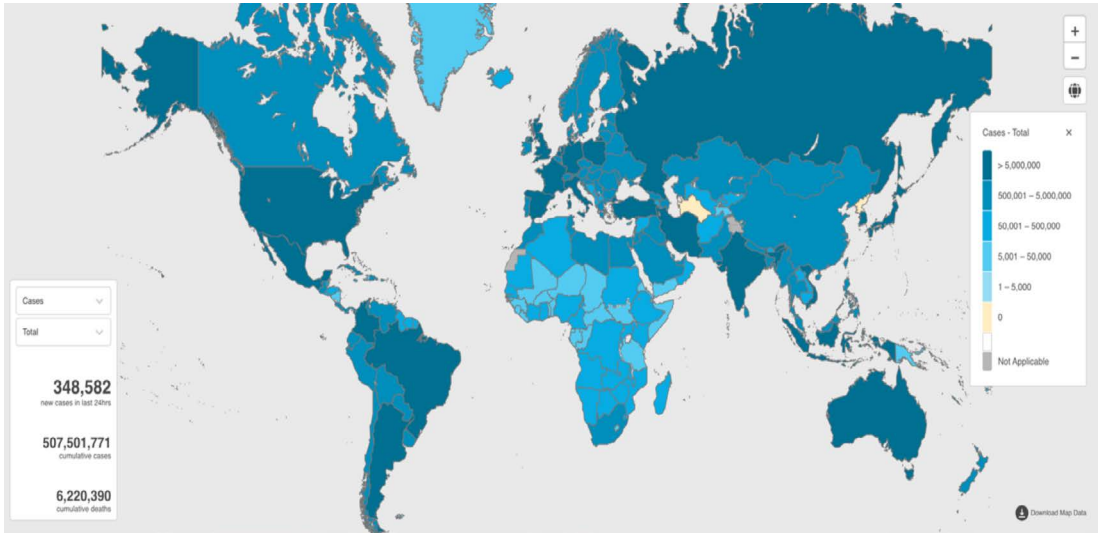 +
−
Cases - Total ×
> 5,000,000
500,001 – 5,000,000
50,001 – 500,000
5,001 – 50,000
1 – 5,000
0
Not Applicable
Cases
Total
348,582
new cases in last 24hrs
507,501,771
cumulative cases
6,220,390
cumulative deaths
Download Map Data